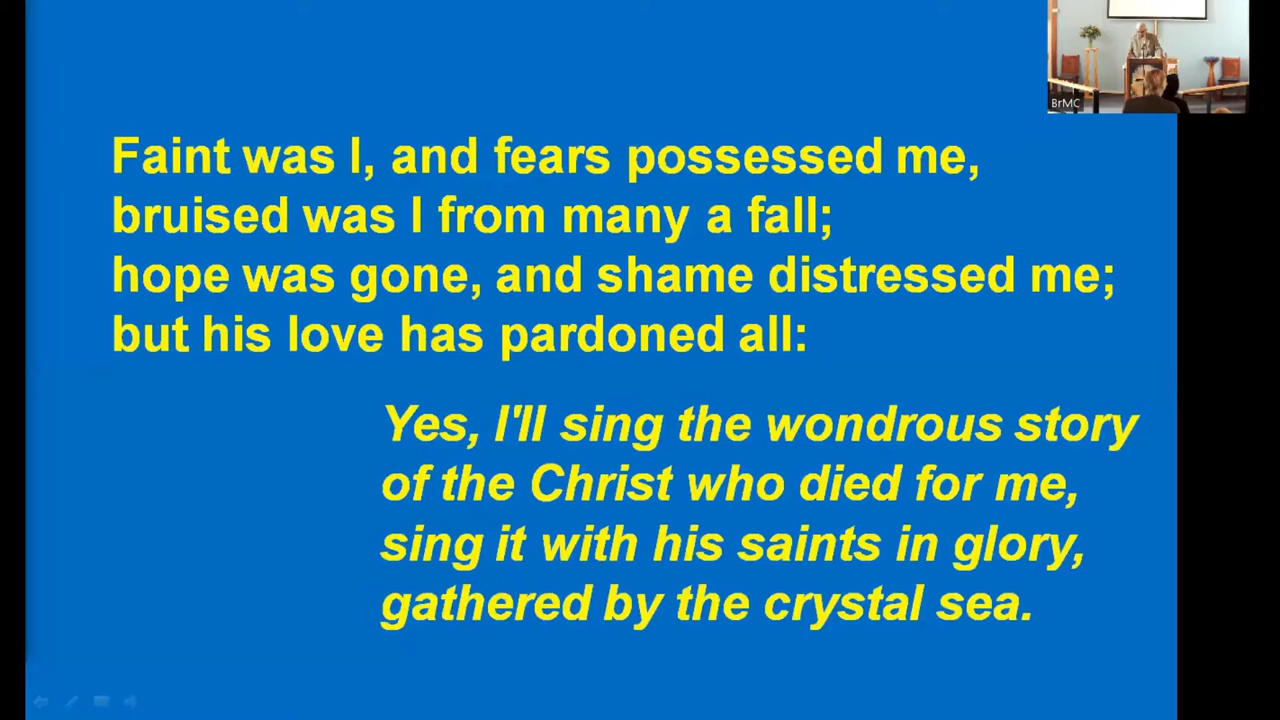 BrMC
Faint was I, and fears possessed me,
bruised was I from many a fall;
hope was gone, and shame distressed me;
but his love has pardoned all:
Yes, I'll sing the wondrous story
of the Christ who died for me,
sing it with his saints in glory,
gathered by the crystal sea.